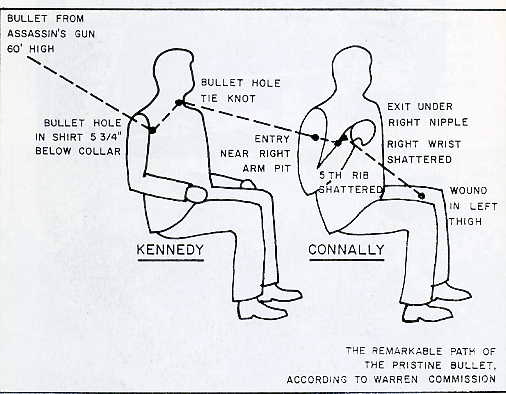 BULLET FROM
ASSASSIN'S GUN
60' HIGH
BULLET HOLE
TIE KNOT
BULLET HOLE
IN SHIRT 5 3/4"
BELOW COLLAR
ENTRY
NEAR RIGHT
ARM PIT
EXIT UNDER
RIGHT NIPPLE
RIGHT WRIST
SHATTERED
5 TH RIB
SHATTERED
WOUND
IN LEFT
THIGH
KENNEDY
CONNALLY
THE REMARKABLE PATH OF
THE PRISTINE BULLET,
ACCORDING TO WARREN COMMISSION